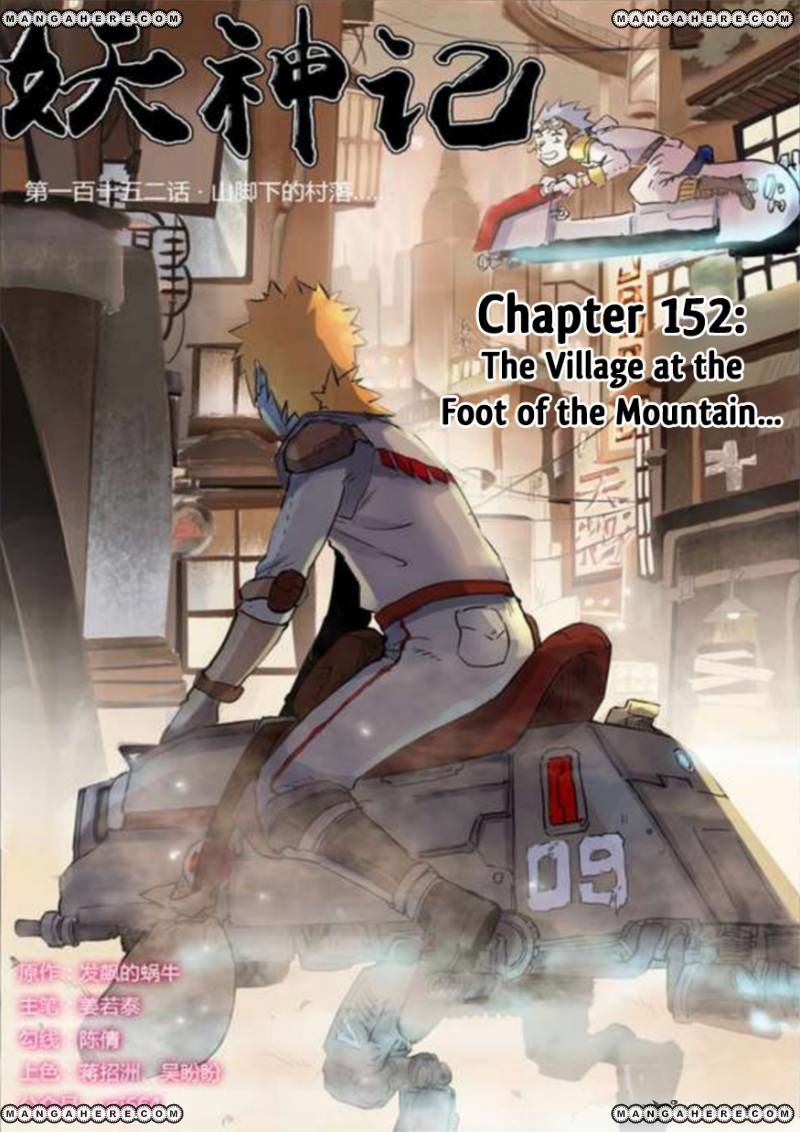 MANGAHERE.COM
MANGAHERE.COM
妖神记
第一百十五二话·山脚下的村落......
Chapter 152:
The Village at the
Foot of the Mountain...
09
原作：发飙的蜗牛
主笔：姜若泰
勾线：陈倩
上色：蒋招洲 吴盼盼
MANGAHERE.COM
MANGAHERE.COM